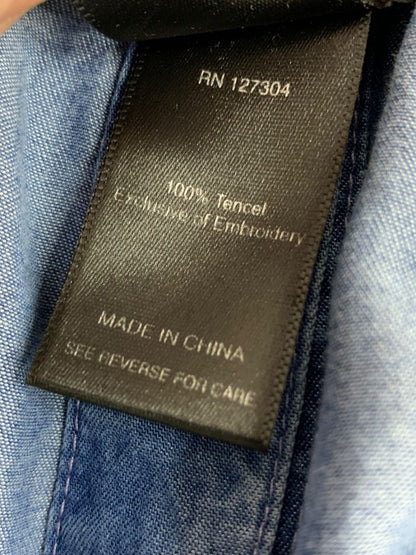 RN 127304
100% Tencel
Exclusive of Embroidery
MADE IN CHINA
SEE REVERSE FOR CARE